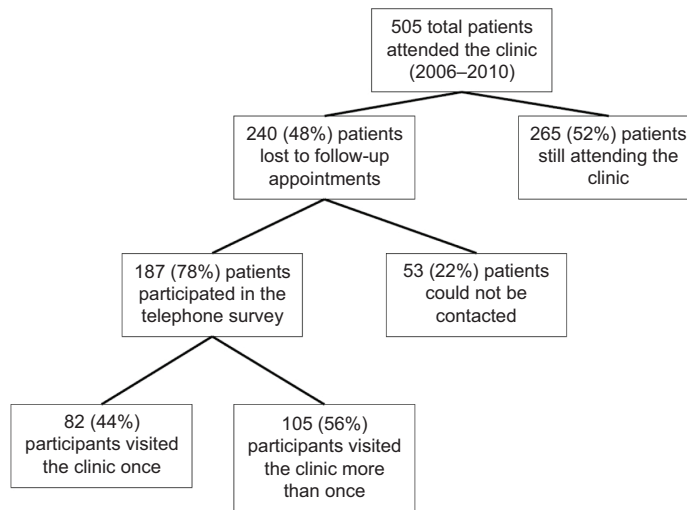 505 total patients
attended the clinic
(2006–2010)
240 (48%) patients
lost to follow-up
appointments
265 (52%) patients
still attending the
clinic
187 (78%) patients
participated in the
telephone survey
53 (22%) patients
could not be
contacted
82 (44%)
participants visited
the clinic once
105 (56%)
participants visited
the clinic more
than once